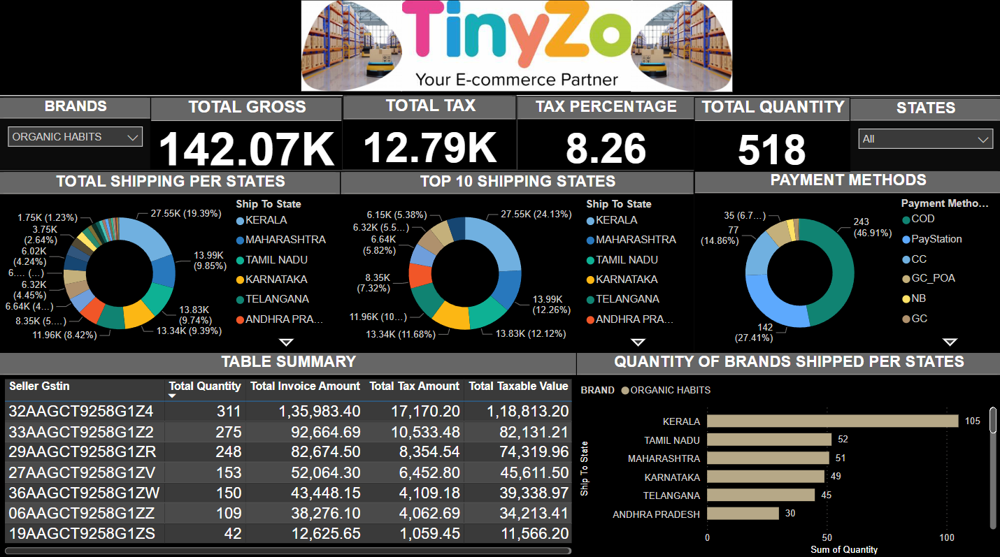 TinyZo
Your E-commerce Partner
BRANDS
ORGANIC HABITS
TOTAL GROSS
142.07K
TOTAL TAX
12.79K
TAX PERCENTAGE
8.26
TOTAL QUANTITY
518
STATES
All
TOTAL SHIPPING PER STATES
27.55K (19.39%)
13.99K
(9.85%)
13.83K
(9.74%)
13.34K (9.39%)
11.96K (8.42%)
8.35K (5....)
6.64K (4...)
6.32K
(4.45%)
6.... (...)
6.02K
(4.24%)
3.75K
(2.64%)
1.75K (1.23%)
Ship To State
KERALA
MAHARASHTRA
TAMIL NADU
KARNATAKA
TELANGANA
ANDHRA PRA...
TOP 10 SHIPPING STATES
27.55K (24.13%)
13.99K
(12.26%)
13.83K (12.12%)
13.34K (11.68%)
11.96K (10...)
8.35K
(7.32%)
6.64K
(5.82%)
6.32K (5.5...)
6.15K (5.38%)
Ship To State
KERALA
MAHARASHTRA
TAMIL NADU
KARNATAKA
TELANGANA
ANDHRA PRA...
PAYMENT METHODS
243
(46.91%)
142
(27.41%)
77
(14.86%)
35 (6.7...)
Payment Metho...
COD
PayStation
CC
GC_POA
NB
GC
TABLE SUMMARY
Seller Gstin Total Quantity Total Invoice Amount Total Tax Amount Total Taxable Value
32AAGCT9258G1Z4 311 1,35,983.40 17,170.20 1,18,813.20
33AAGCT9258G1Z2 275 92,664.69 10,533.48 82,131.21
29AAGCT9258G1ZR 248 82,674.50 8,354.54 74,319.96
27AAGCT9258G1ZV 153 52,064.30 6,452.80 45,611.50
36AAGCT9258G1ZW 150 43,448.15 4,109.18 39,338.97
06AAGCT9258G1ZZ 109 38,276.10 4,062.69 34,213.41
19AAGCT9258G1ZS 42 12,625.65 1,059.45 11,566.20
QUANTITY OF BRANDS SHIPPED PER STATES
BRAND ORGANIC HABITS
Ship To State
KERALA 105
TAMIL NADU 52
MAHARASHTRA 51
KARNATAKA 49
TELANGANA 45
ANDHRA PRADESH 30
0 50 100
Sum of Quantity